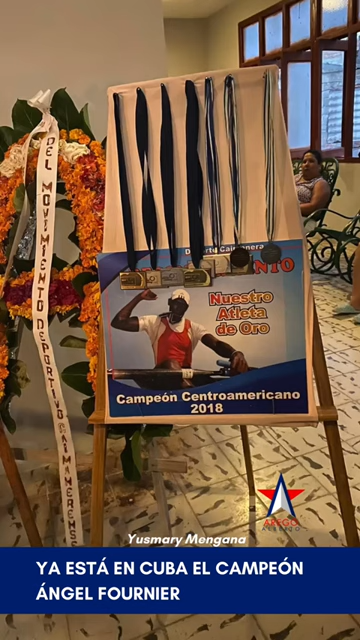 DEL MOVIMIENTO DEPORTIVO CAIMANERENSE
Nuestro
Atleta
de Oro
Campeón Centroamericano
2018
Yusmary Mengana
AREGO
YA ESTÁ EN CUBA EL CAMPEÓN
ÁNGEL FOURNIER